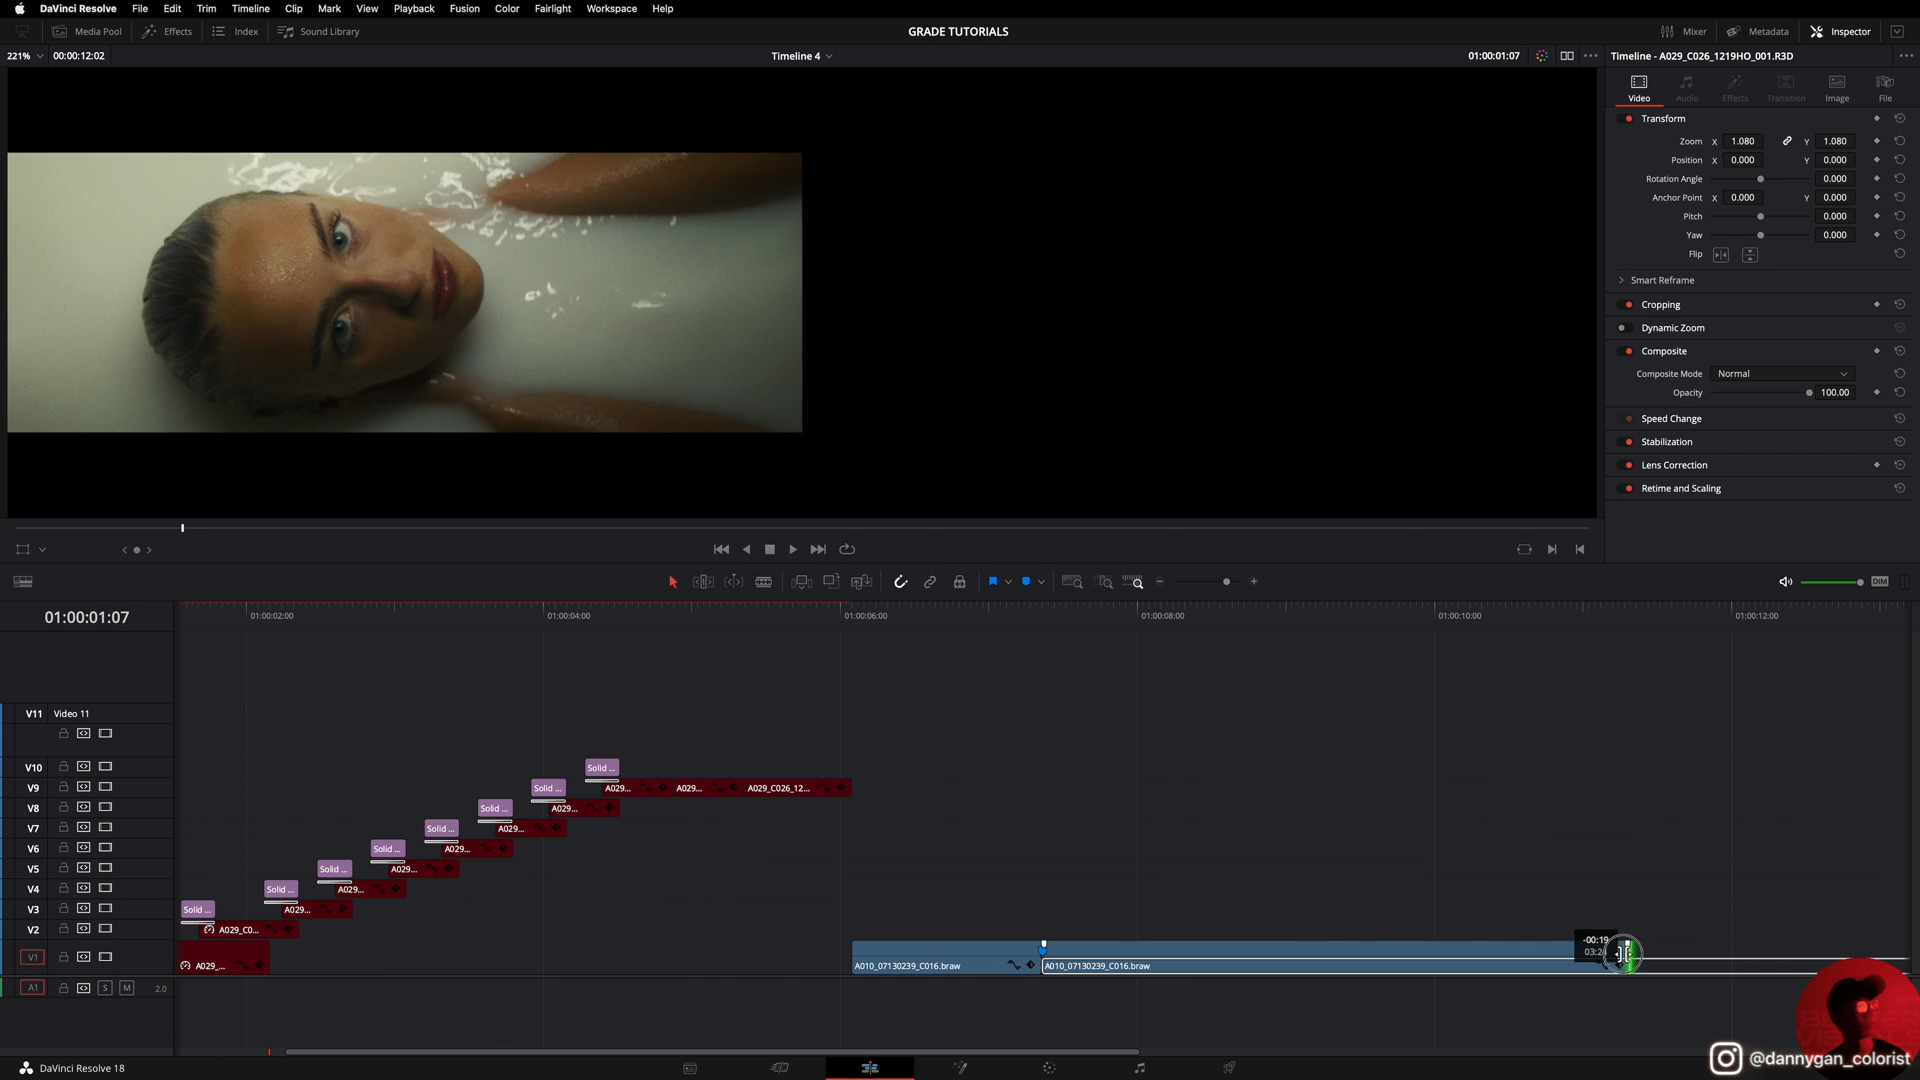 DaVinci Resolve File Edit Trim Timeline Clip Mark View Playback Fusion Color Fairlight Workspace Help
Media Pool Effects Index Sound Library GRADE TUTORIALS Mixer Metadata Inspector
221% 00:00:12:02 Timeline 4 01:00:01:07 Timeline - A029_C026_1219HO_001.R3D
Video Audio Effects Transition Image File
Transform
Zoom X 1.080 Y 1.080
Position X 0.000 Y 0.000
Rotation Angle 0.000
Anchor Point X 0.000 Y 0.000
Pitch 0.000
Yaw 0.000
Flip
Smart Reframe
Cropping
Dynamic Zoom
Composite
Composite Mode Normal
Opacity 100.00
Speed Change
Stabilization
Lens Correction
Retime and Scaling
DIM
01:00:01:07 01:00:02:00 01:00:04:00 01:00:06:00 01:00:08:00 01:00:10:00 01:00:12:00
V11 Video 11
V10 Solid ...
V9 Solid ... A029... A029... A029_C026_12...
V8 Solid ... A029...
V7 Solid ... A029...
V6 Solid ... A029...
V5 Solid ... A029...
V4 Solid ... A029...
V3 Solid ... A029...
V2 A029_C0...
-00:19
V1 A029_... A010_07130239_C016.braw A010_07130239_C016.braw
A1 S M 2.0
DaVinci Resolve 18
@dannygan_colorist